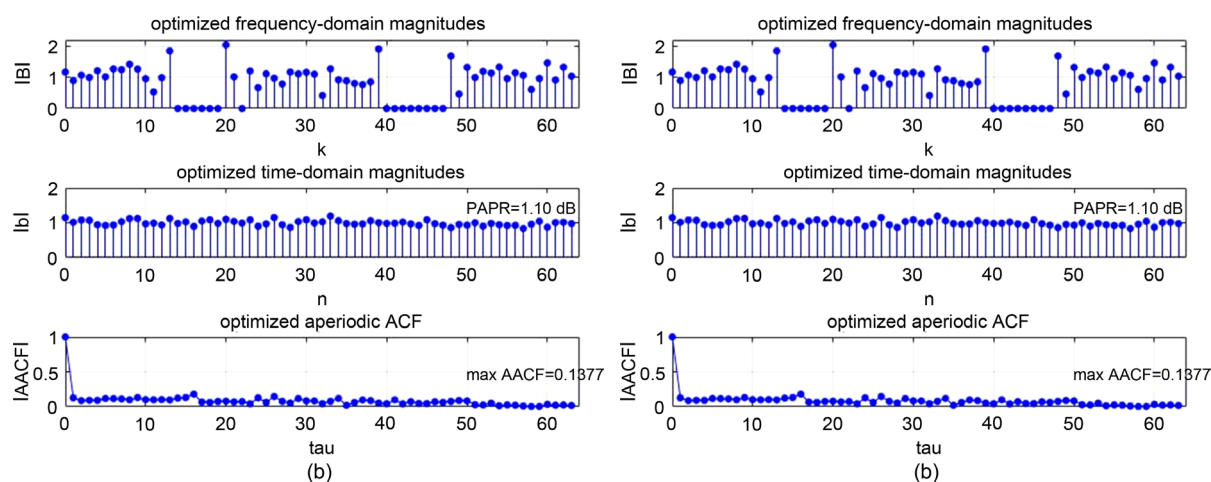 optimized frequency-domain magnitudes
2
1
0
|B|
0 10 20 30 40 50 60
k
optimized time-domain magnitudes
2
1
0
|b|
PAPR=1.10 dB
0 10 20 30 40 50 60
n
optimized aperiodic ACF
1
0.5
0
|AACF|
max AACF=0.1377
0 10 20 30 40 50 60
tau
(b)
optimized frequency-domain magnitudes
2
1
0
|B|
0 10 20 30 40 50 60
k
optimized time-domain magnitudes
2
1
0
|b|
PAPR=1.10 dB
0 10 20 30 40 50 60
n
optimized aperiodic ACF
1
0.5
0
|AACF|
max AACF=0.1377
0 10 20 30 40 50 60
tau
(b)